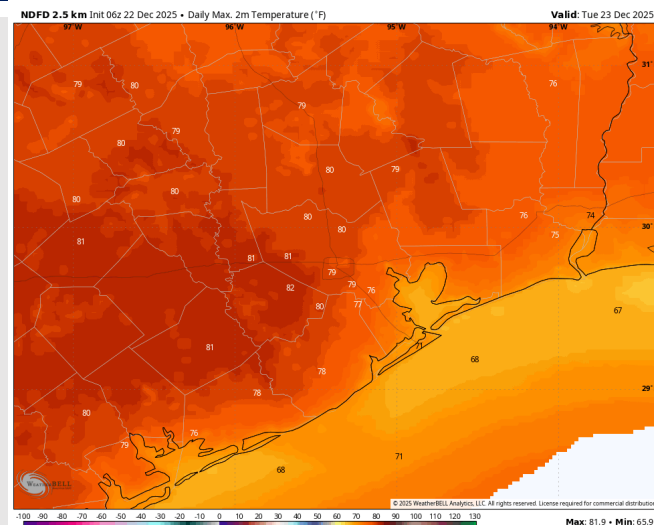 NDFD 2.5 km Init 06z 22 Dec 2025 • Daily Max. 2m Temperature (°F)
Valid: Tue 23 Dec 2025
97°W 96°W 95°W 94°W
31°
79 80 76
79
79
80
80 79
80
80
80 76 74
30°
80 75
81
81 81
79
82 79 76
80 77
67
81 71
68
78
29°
78
80
76
79
71
68
WeatherBELL
© 2025 WeatherBELL Analytics, LLC. All rights reserved. License required for commercial distribution
-100 -90 -80 -70 -60 -50 -40 -30 -20 -10 0 10 20 30 40 50 60 70 80 90 100 110 120 130
Max: 81.9 • Min: 65.9